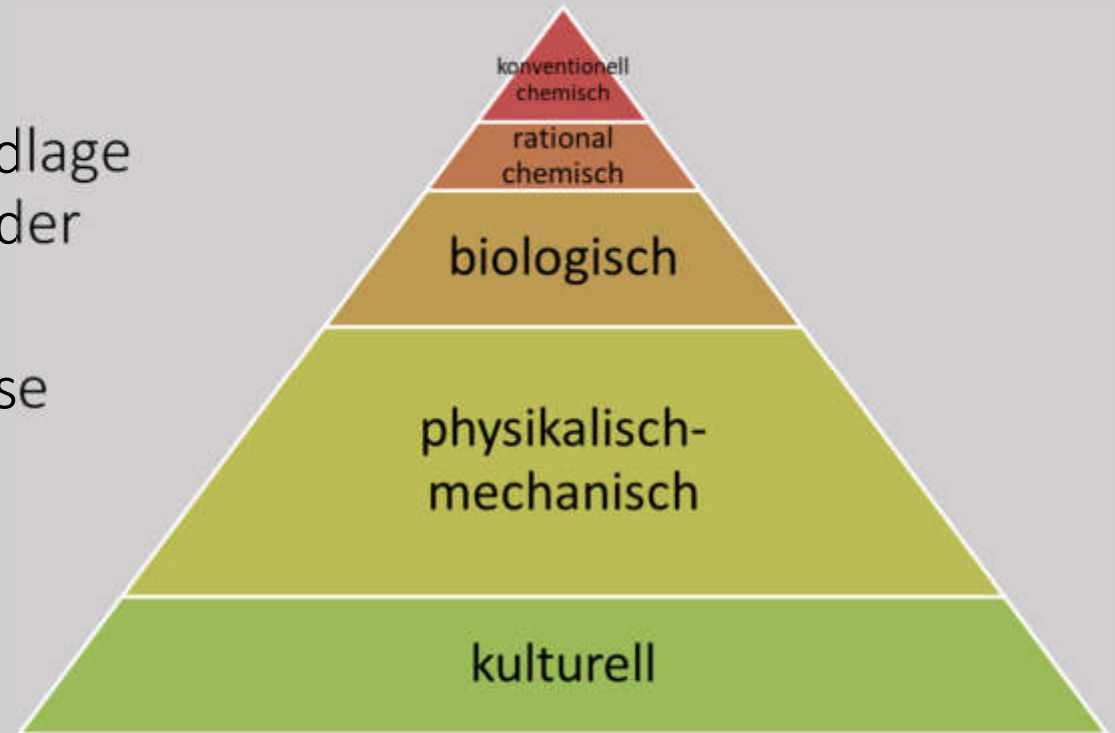 dlage
der
se
konventionell
chemisch
rational
chemisch
biologisch
physikalisch-
mechanisch
kulturell